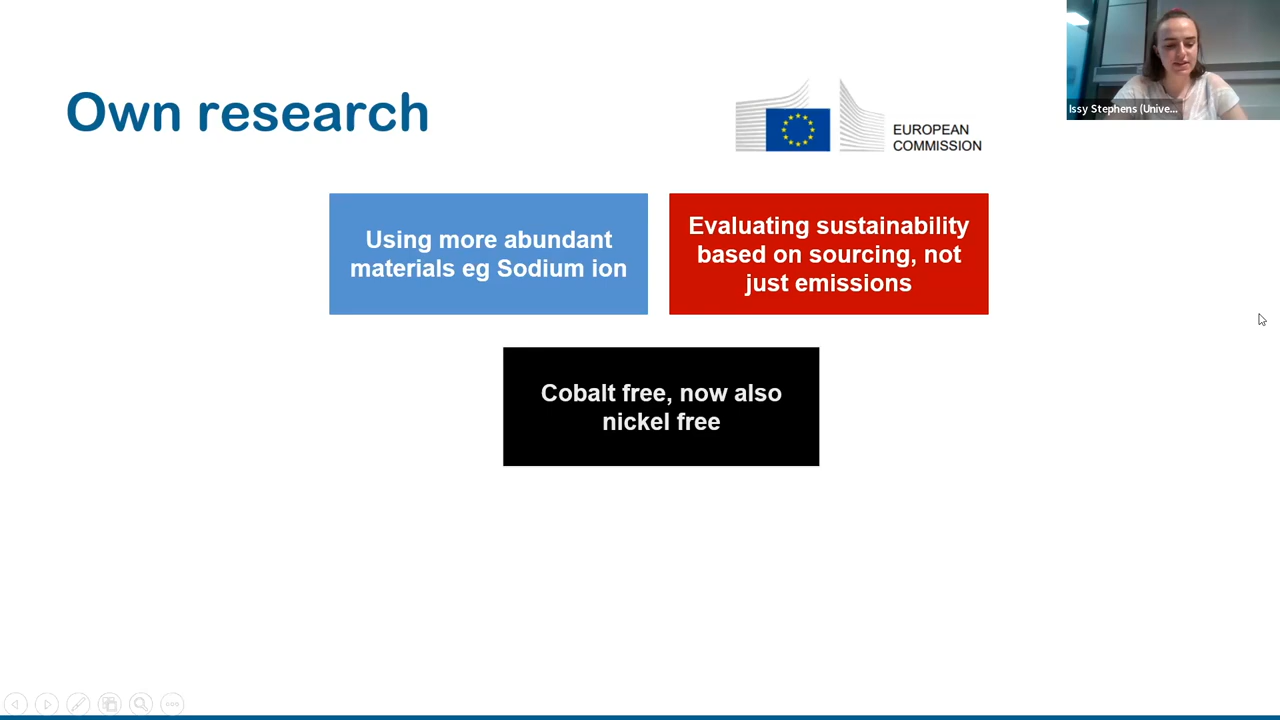 Own research
EUROPEAN
COMMISSION
Issy Stephens (Unive...
Using more abundant
materials eg Sodium ion
Evaluating sustainability
based on sourcing, not
just emissions
Cobalt free, now also
nickel free